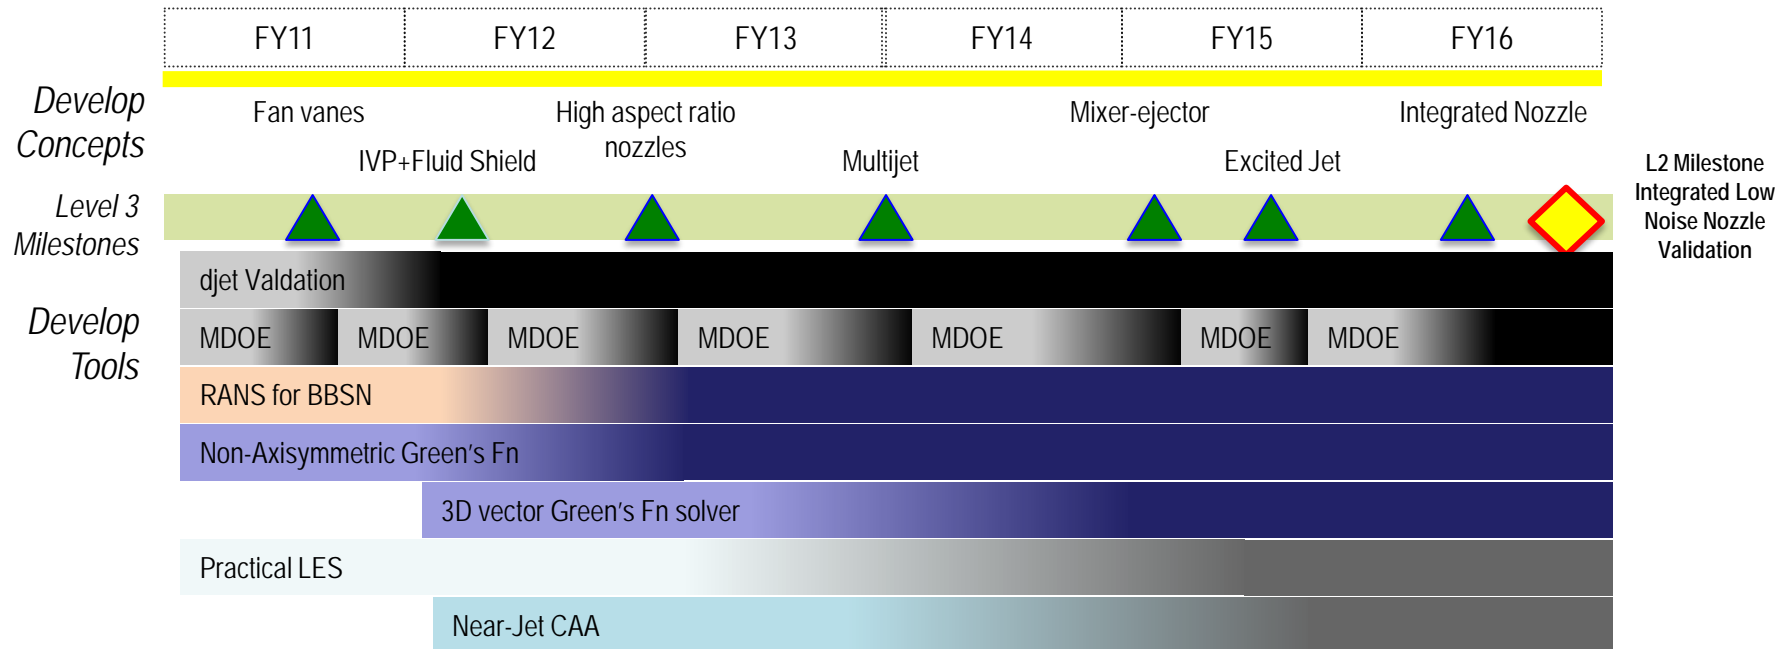 FY11 FY12 FY13 FY14 FY15 FY16
Develop
Concepts
Fan vanes
High aspect ratio
nozzles
Mixer-ejector
Integrated Nozzle
IVP+Fluid Shield
Multijet
Excited Jet
Level 3
Milestones
L2 Milestone
Integrated Low
Noise Nozzle
Validation
Develop
Tools
djet Valdation
MDOE MDOE MDOE MDOE MDOE MDOE MDOE
RANS for BBSN
Non-Axisymmetric Green's Fn
3D vector Green's Fn solver
Practical LES
Near-Jet CAA